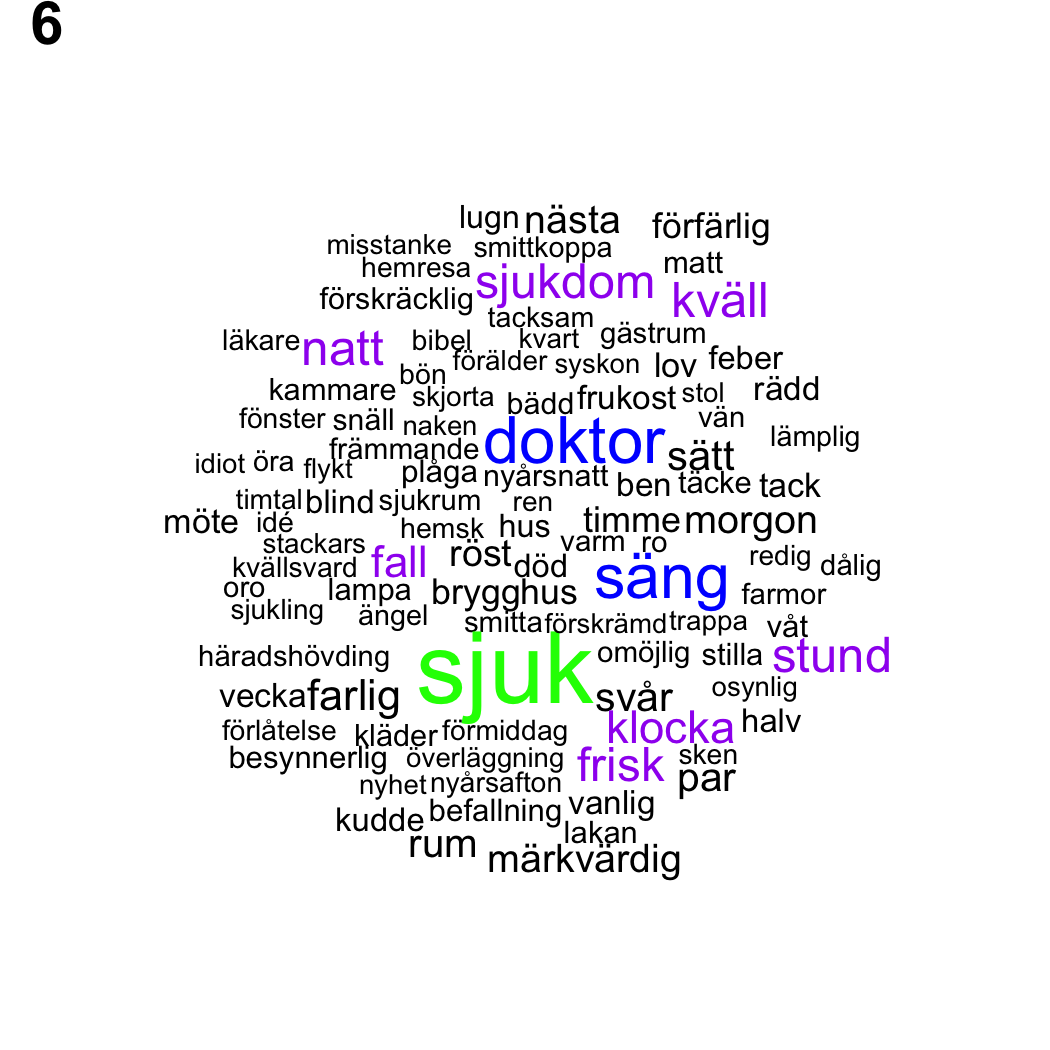 6
lugn nästa förfärlig
misstanke smittkoppa
hemresa sjukdom matt
förskräcklig kväll
tacksam
läkare natt bibel kvart gästrum
bön förälder syskon lov feber
kammare skjorta bädd frukost stol rädd
fönster snäll naken vän
främmande doktor sätt lämplig
idiot öra flykt plåga nyårsnatt ben täcke tack
timtal blind sjukrum ren
möte idé hemsk hus timme morgon
stackars röst varm ro
kvällsvard fall död säng redig dålig
oro lampa brygghus farmor
sjukling ängel smitta förskrämd trappa våt
häradshövding sjuk omöjlig stilla stund
vecka farlig svår osynlig
förlåtelse kläder förmiddag klocka halv
besynnerlig överläggning frisk sken
nyhet nyårsafton par
kudde befallning vanlig
rum lakan
märkvärdig